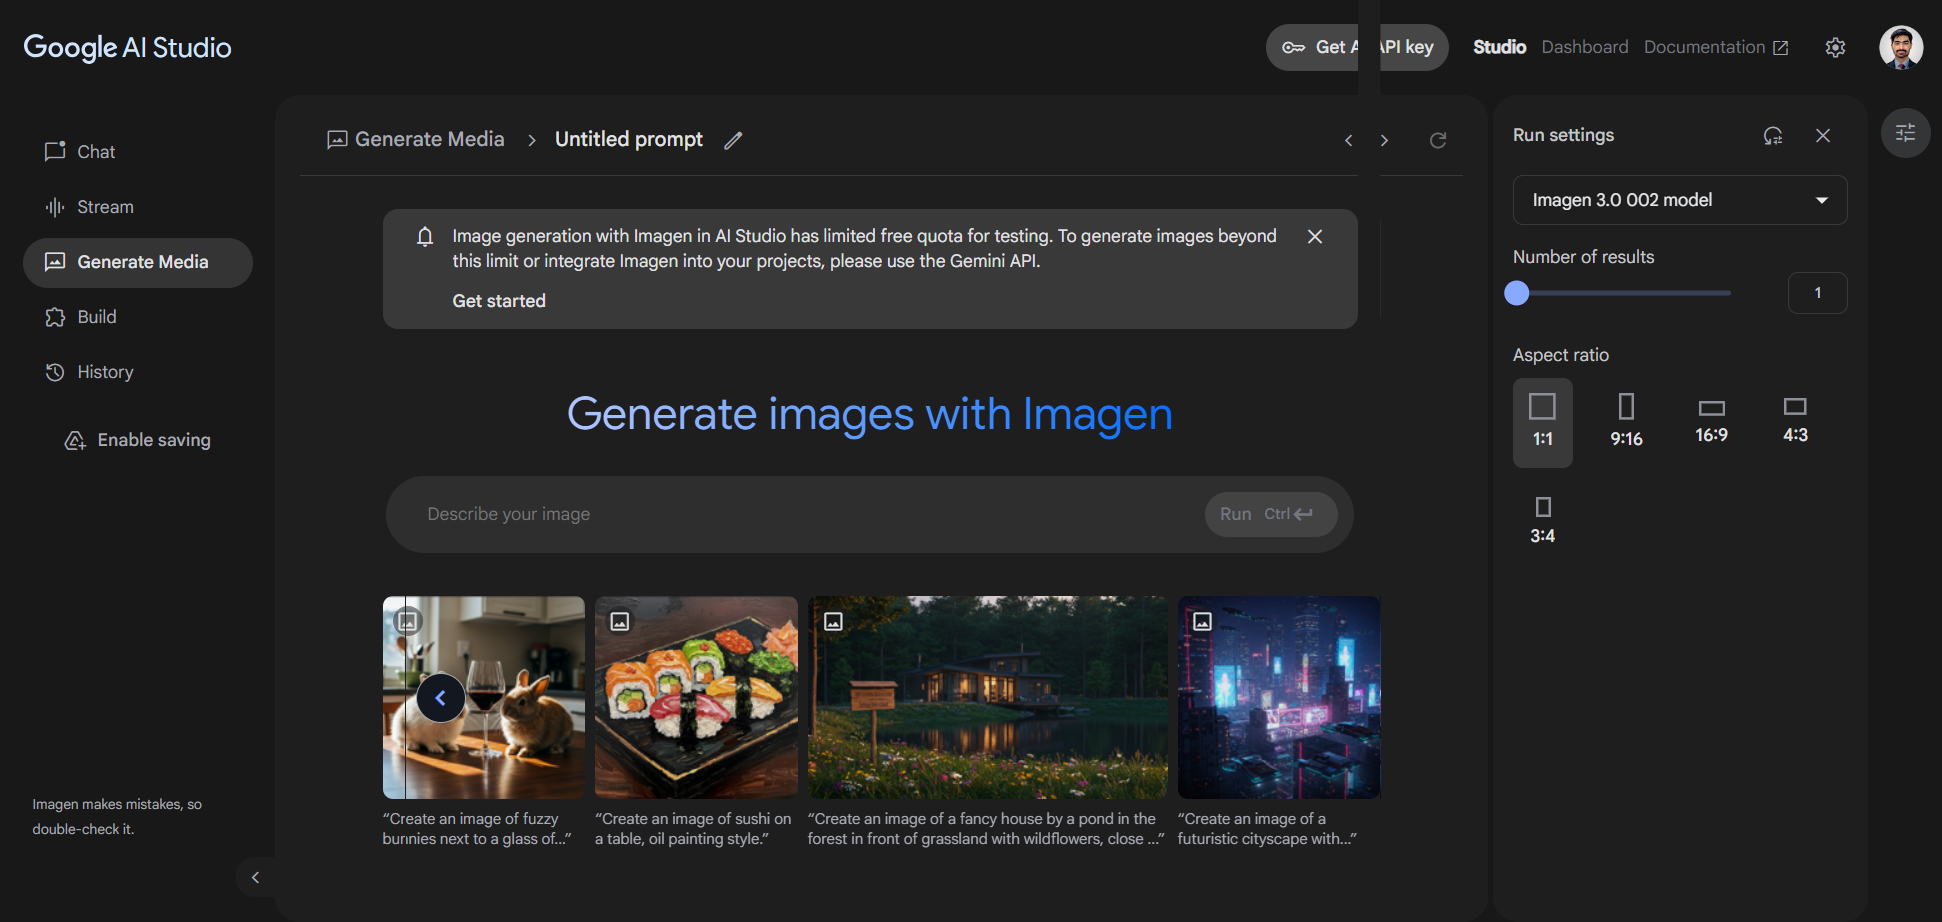 Google AI Studio
Get A API key
Studio
Dashboard
Documentation
Chat
Stream
Generate Media
Build
History
Enable saving
Imagen makes mistakes, so
double-check it.
Generate Media
Untitled prompt
Image generation with Imagen in AI Studio has limited free quota for testing. To generate images beyond
this limit or integrate Imagen into your projects, please use the Gemini API.
Get started
Generate images with Imagen
Describe your image
Run Ctrl
“Create an image of fuzzy
bunnies next to a glass of...”
“Create an image of sushi on
a table, oil painting style.”
“Create an image of a fancy house by a pond in the
forest in front of grassland with wildflowers, close ...”
“Create an image of a
futuristic cityscape with...”
Run settings
Imagen 3.0 002 model
Number of results
1
Aspect ratio
1:1
9:16
16:9
4:3
3:4